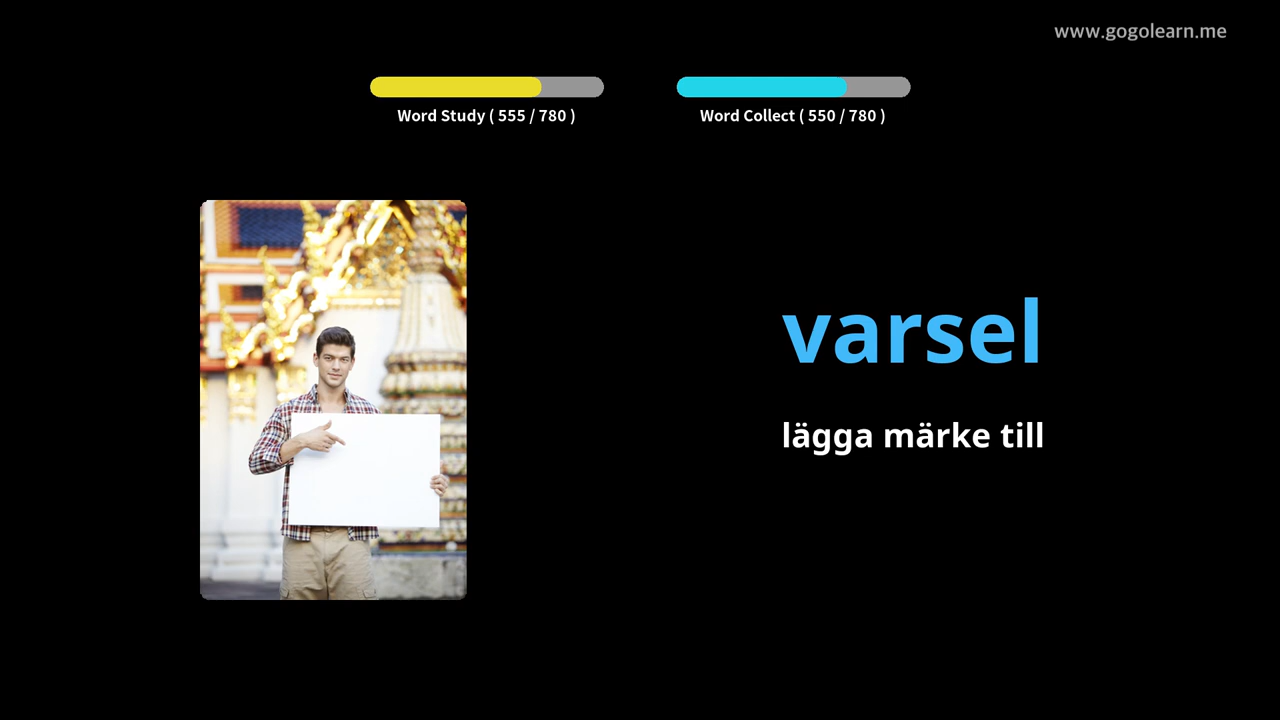 www.gogolearn.me
Word Study ( 555 / 780 )
Word Collect ( 550 / 780 )
varsel
lägga märke till